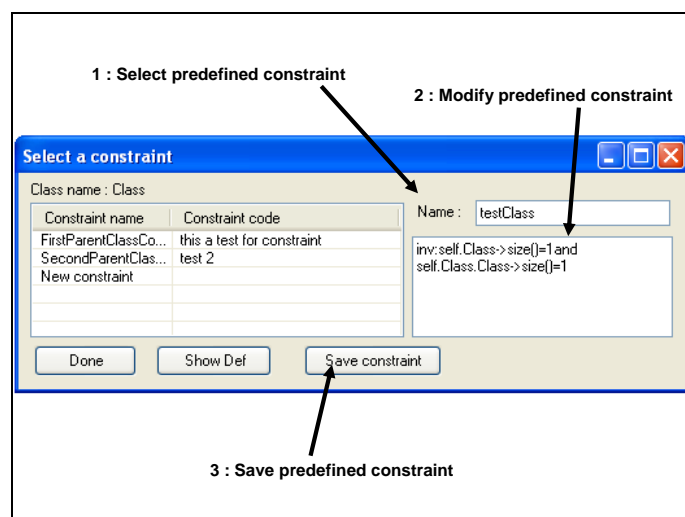 1 : Select predefined constraint
2 : Modify predefined constraint
Select a constraint
Class name : Class
Constraint name Constraint code
FirstParentClassCo... this a test for constraint
SecondParentClas... test 2
New constraint
Name : testClass
inv:self.Class->size()=1and
self.Class.Class->size()=1
Done Show Def Save constraint
3 : Save predefined constraint